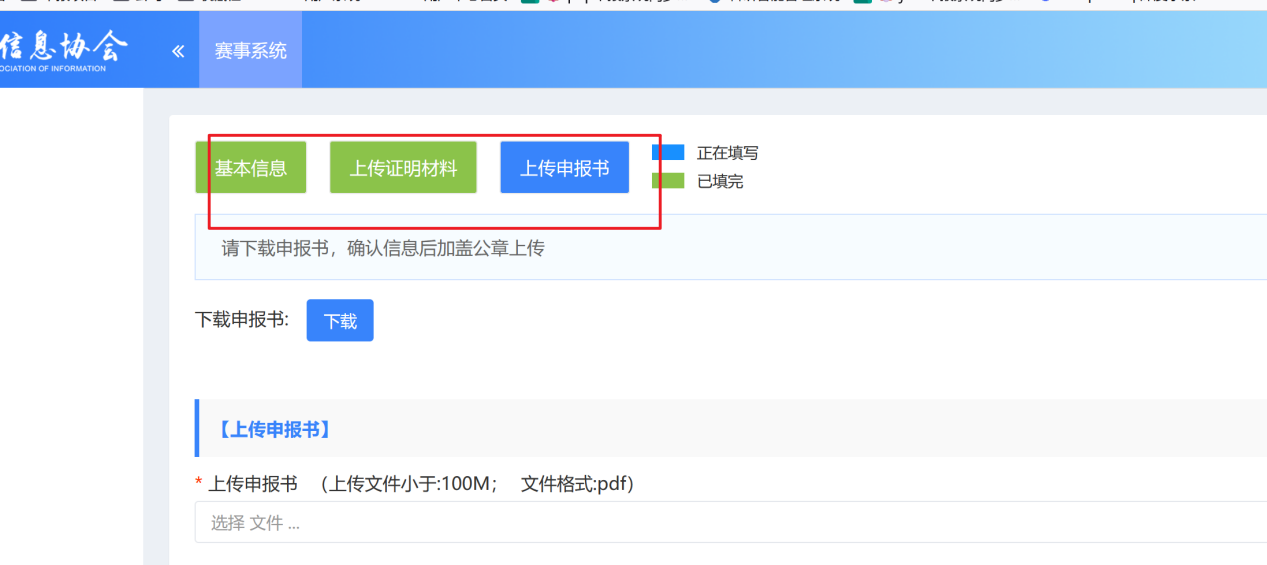 信息协会
CIATION OF INFORMATION
«
赛事系统
基本信息
上传证明材料
上传申报书
正在填写
已填完
请下载申报书，确认信息后加盖公章上传
下载申报书:
下载
【上传申报书】
* 上传申报书 （上传文件小于:100M； 文件格式:pdf)
选择 文件 ...